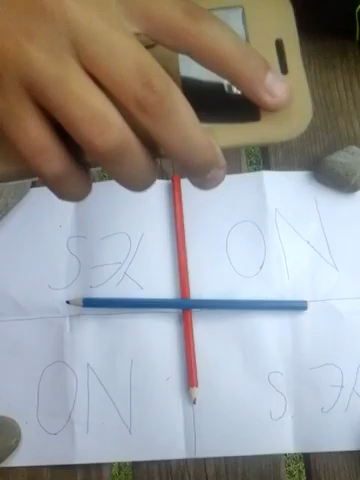 YES NO
NO YES